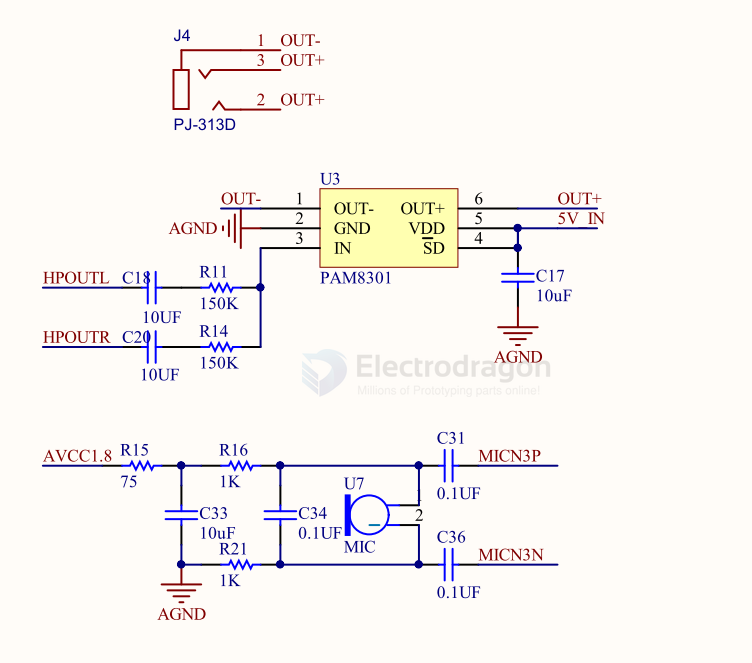 J4
1 OUT-
3 OUT+
2 OUT+
PJ-313D
U3
OUT- 1 OUT- OUT+ 6 OUT+
AGND 2 GND VDD 5 5V_IN
3 IN SD 4
PAM8301
HPOUTL C18 R11
10UF 150K
C17
10uF
HPOUTR C20 R14
10UF 150K
AGND
Electrodragon
Millions of Prototyping parts online!
AVCC1.8 R15 R16 C31 MICN3P
75 1K 0.1UF
U7
C33 C34 1
10uF 0.1UF 2
R21 MIC C36 MICN3N
1K 0.1UF
AGND